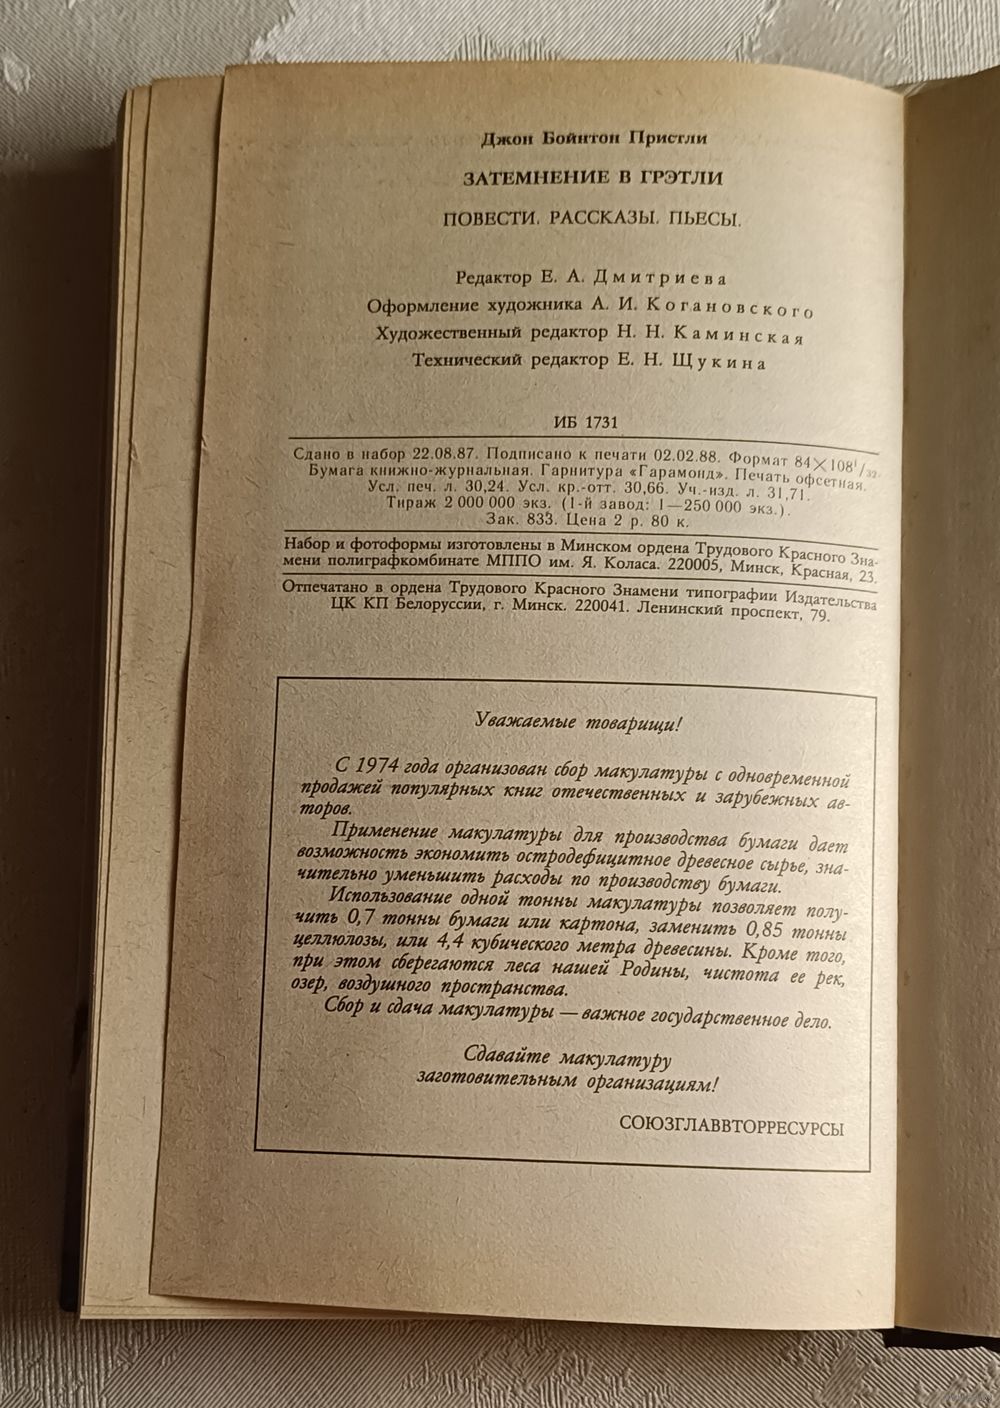 Джон Бойнтон Пристли
ЗАТЕМНЕНИЕ В ГРЭТЛИ
ПОВЕСТИ. РАССКАЗЫ. ПЬЕСЫ.
Редактор Е. А. Дмитриева
Оформление художника А. И. Когановского
Художественный редактор Н. Н. Каминская
Технический редактор Е. Н. Щукина
ИБ 1731
Сдано в набор 22.08.87. Подписано к печати 02.02.88. Формат 84×108¹/₃₂.
Бумага книжно-журнальная. Гарнитура «Гарамонд». Печать офсетная.
Усл. печ. л. 30,24. Усл. кр.-отт. 30,66. Уч.-изд. л. 31,71.
Тираж 2 000 000 экз. (1-й завод: 1—250 000 экз.).
Зак. 833. Цена 2 р. 80 к.
Набор и фотоформы изготовлены в Минском ордена Трудового Красного Зна-
мени полиграфкомбинате МППО им. Я. Коласа. 220005, Минск, Красная, 23.
Отпечатано в ордена Трудового Красного Знамени типографии Издательства
ЦК КП Белоруссии, г. Минск. 220041. Ленинский проспект, 79.
Уважаемые товарищи!
С 1974 года организован сбор макулатуры с одновременной
продажей популярных книг отечественных и зарубежных ав-
торов.
Применение макулатуры для производства бумаги дает
возможность экономить остродефицитное древесное сырье, зна-
чительно уменьшить расходы по производству бумаги.
Использование одной тонны макулатуры позволяет полу-
чить 0,7 тонны бумаги или картона, заменить 0,85 тонны
целлюлозы, или 4,4 кубического метра древесины. Кроме того,
при этом сберегаются леса нашей Родины, чистота ее рек,
озер, воздушного пространства.
Сбор и сдача макулатуры — важное государственное дело.
Сдавайте макулатуру
заготовительным организациям!
СОЮЗГЛАВВТОРРЕСУРСЫ